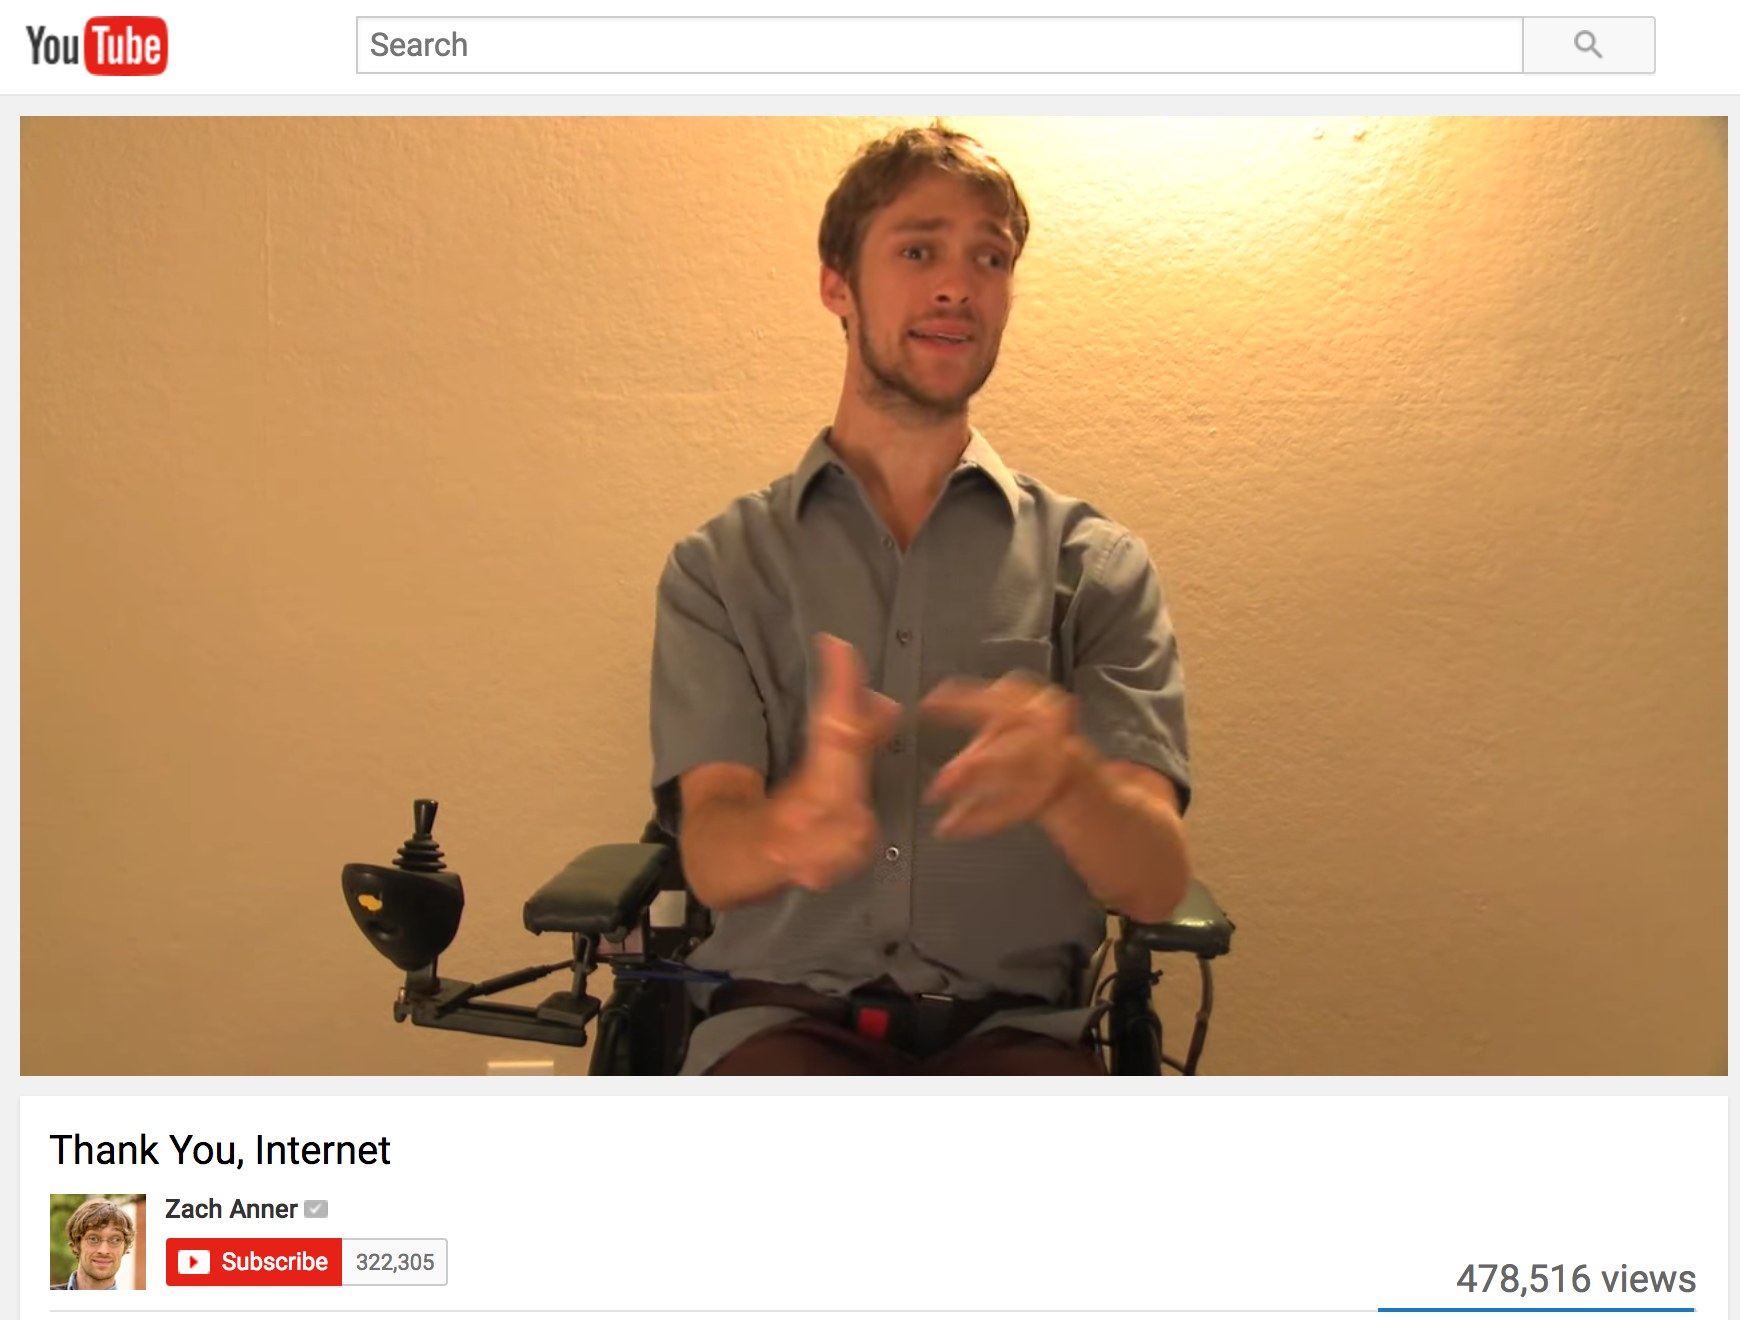 YouTube
Search
Thank You, Internet
Zach Anner
Subscribe 322,305
478,516 views